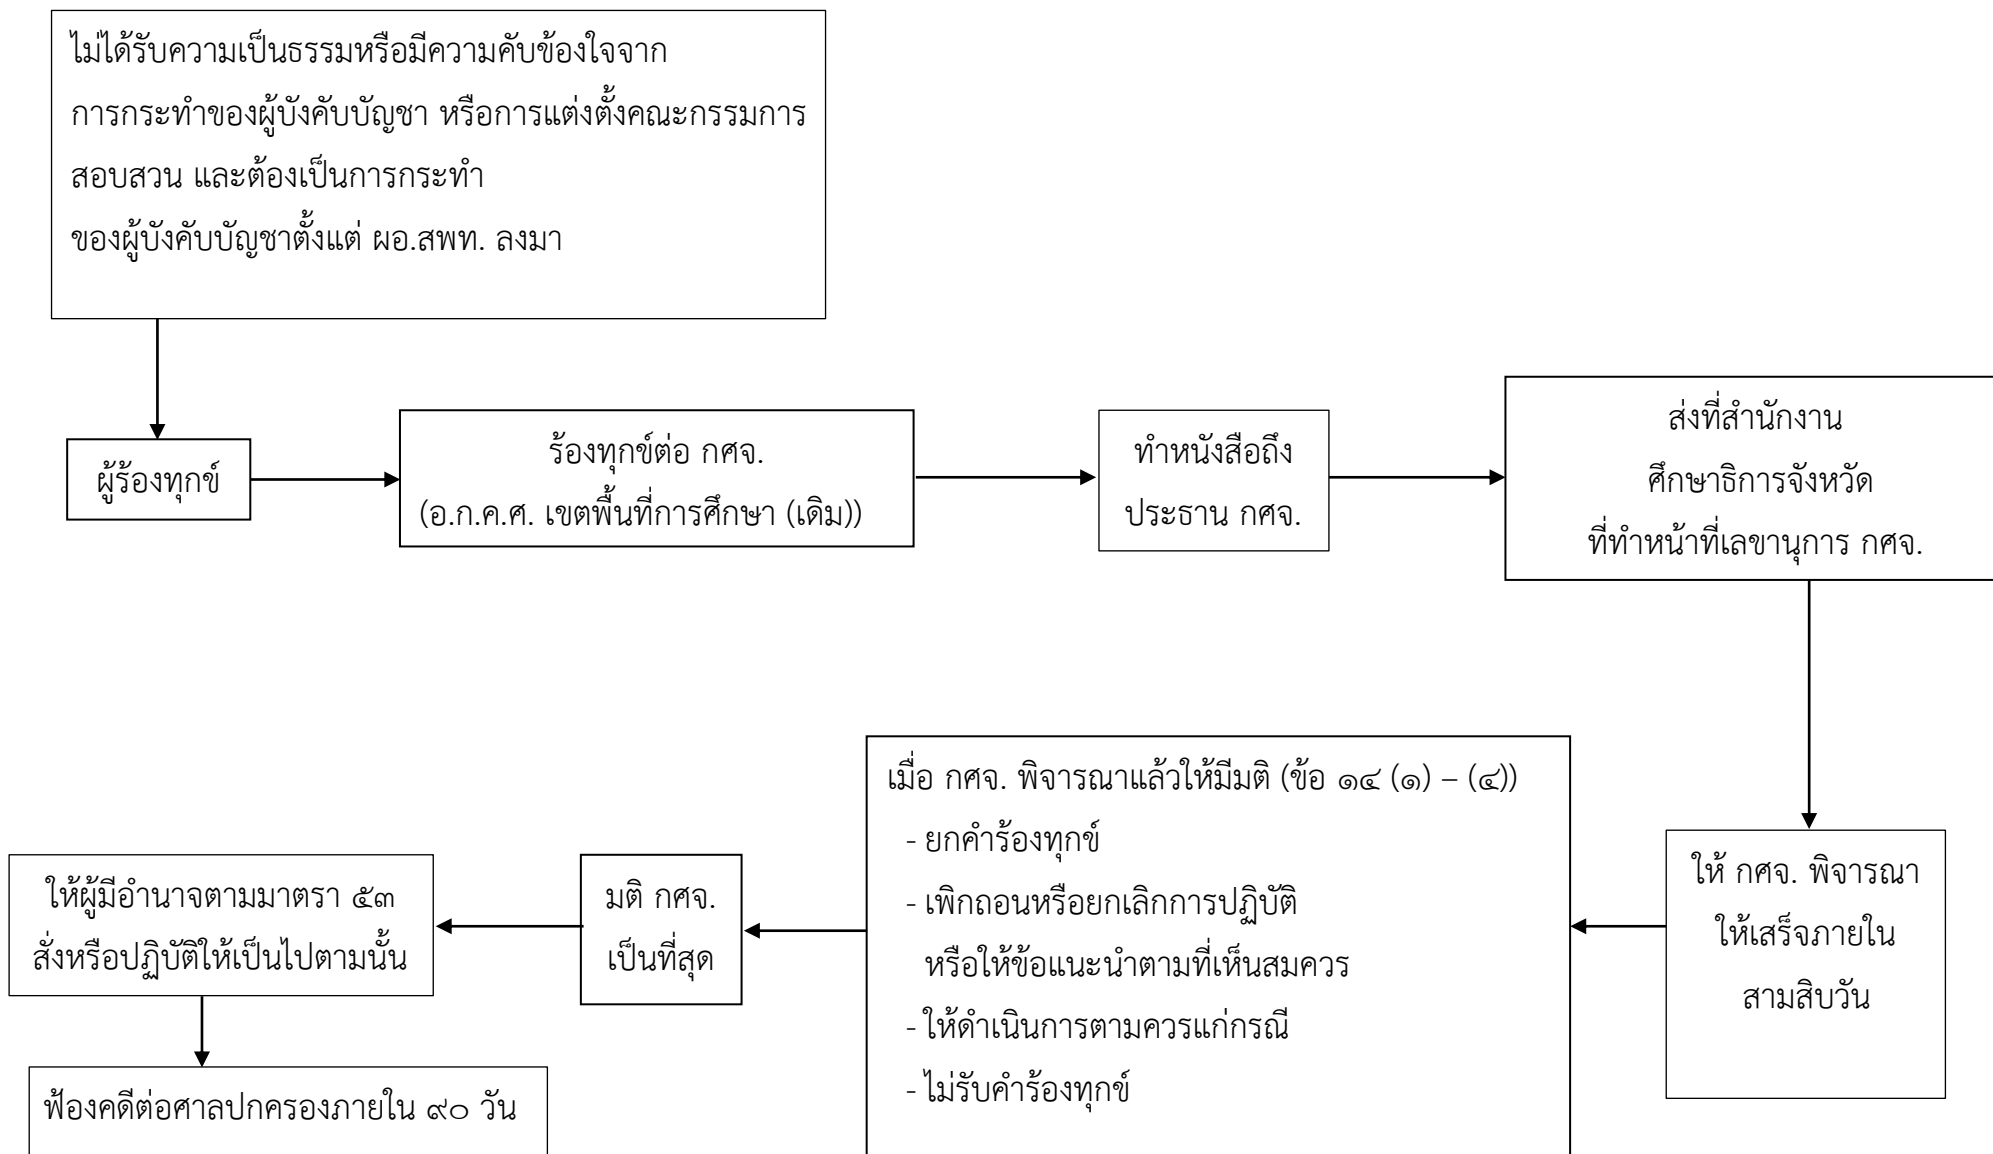 ไม่ได้รับความเป็นธรรมหรือมีความคับข้องใจจาก
การกระทำของผู้บังคับบัญชา หรือการแต่งตั้งคณะกรรมการ
สอบสวน และต้องเป็นการกระทำ
ของผู้บังคับบัญชาตั้งแต่ ผอ.สพท. ลงมา
ผู้ร้องทุกข์
ร้องทุกข์ต่อ กศจ.
(อ.ก.ค.ศ. เขตพื้นที่การศึกษา (เดิม))
ทำหนังสือถึง
ประธาน กศจ.
ส่งที่สำนักงาน
ศึกษาธิการจังหวัด
ที่ทำหน้าที่เลขานุการ กศจ.
ให้ กศจ. พิจารณา
ให้เสร็จภายใน
สามสิบวัน
เมื่อ กศจ. พิจารณาแล้วให้มีมติ (ข้อ ๑๔ (๑) – (๔))
- ยกคำร้องทุกข์
- เพิกถอนหรือยกเลิกการปฏิบัติ
หรือให้ข้อแนะนำตามที่เห็นสมควร
- ให้ดำเนินการตามควรแก่กรณี
- ไม่รับคำร้องทุกข์
มติ กศจ.
เป็นที่สุด
ให้ผู้มีอำนาจตามมาตรา ๕๓
สั่งหรือปฏิบัติให้เป็นไปตามนั้น
ฟ้องคดีต่อศาลปกครองภายใน ๙๐ วัน